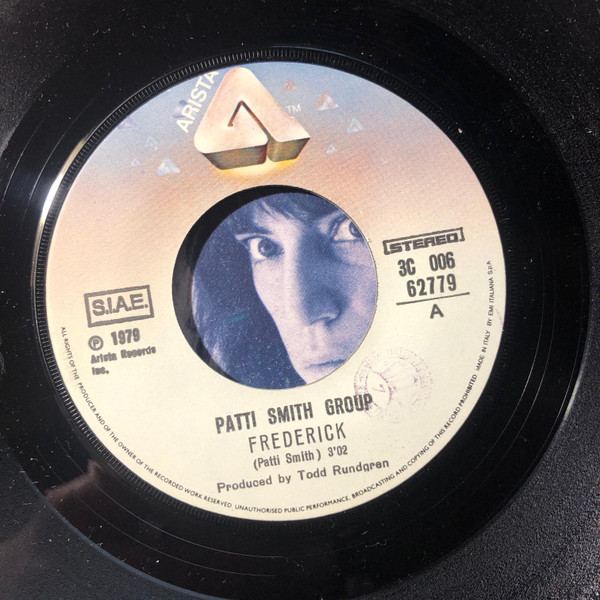 ARISTA
TM
STEREO
3C 006
62779
A
S.I.A.E.
℗ 1979
Arista Records
Inc.
PATTI SMITH GROUP
FREDERICK
(Patti Smith) 3'02
Produced by Todd Rundgren
ALL RIGHTS OF THE PRODUCER AND OF THE OWNER OF THE RECORDED WORK RESERVED. UNAUTHORISED PUBLIC PERFORMANCE, BROADCASTING AND COPYING OF THIS RECORD PROHIBITED. MADE IN ITALY BY EMI ITALIANA S.P.A.